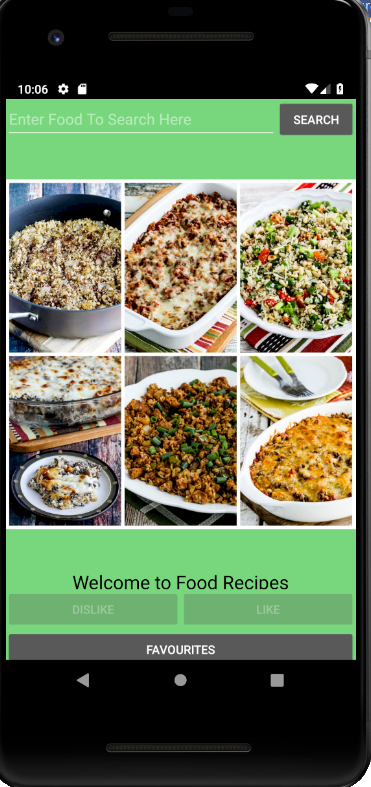 10:06
Enter Food To Search Here
SEARCH
Welcome to Food Recipes
DISLIKE
LIKE
FAVOURITES